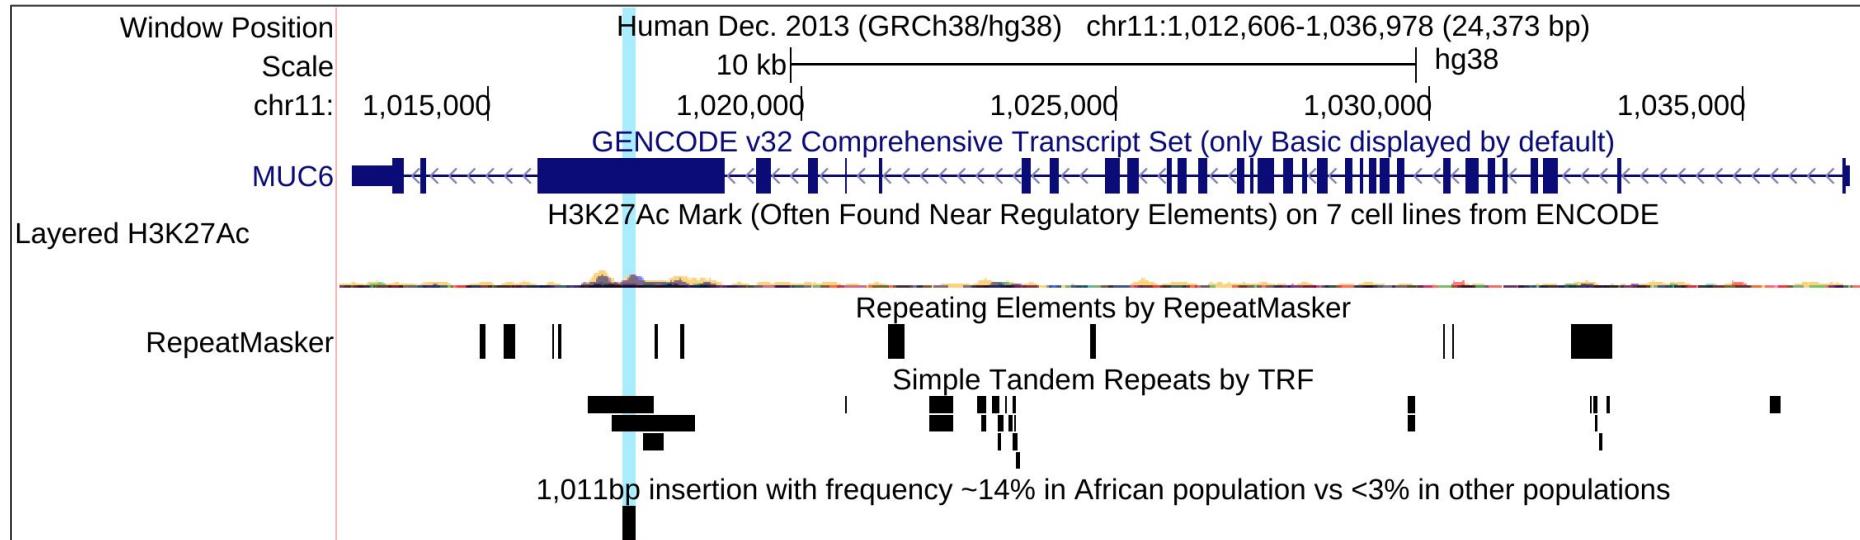 Window Position Human Dec. 2013 (GRCh38/hg38) chr11:1,012,606-1,036,978 (24,373 bp)
Scale 10 kb hg38
chr11: 1,015,000 1,020,000 1,025,000 1,030,000 1,035,000
GENCODE v32 Comprehensive Transcript Set (only Basic displayed by default)
MUC6
H3K27Ac Mark (Often Found Near Regulatory Elements) on 7 cell lines from ENCODE
Layered H3K27Ac
Repeating Elements by RepeatMasker
RepeatMasker
Simple Tandem Repeats by TRF
1,011bp insertion with frequency ~14% in African population vs <3% in other populations